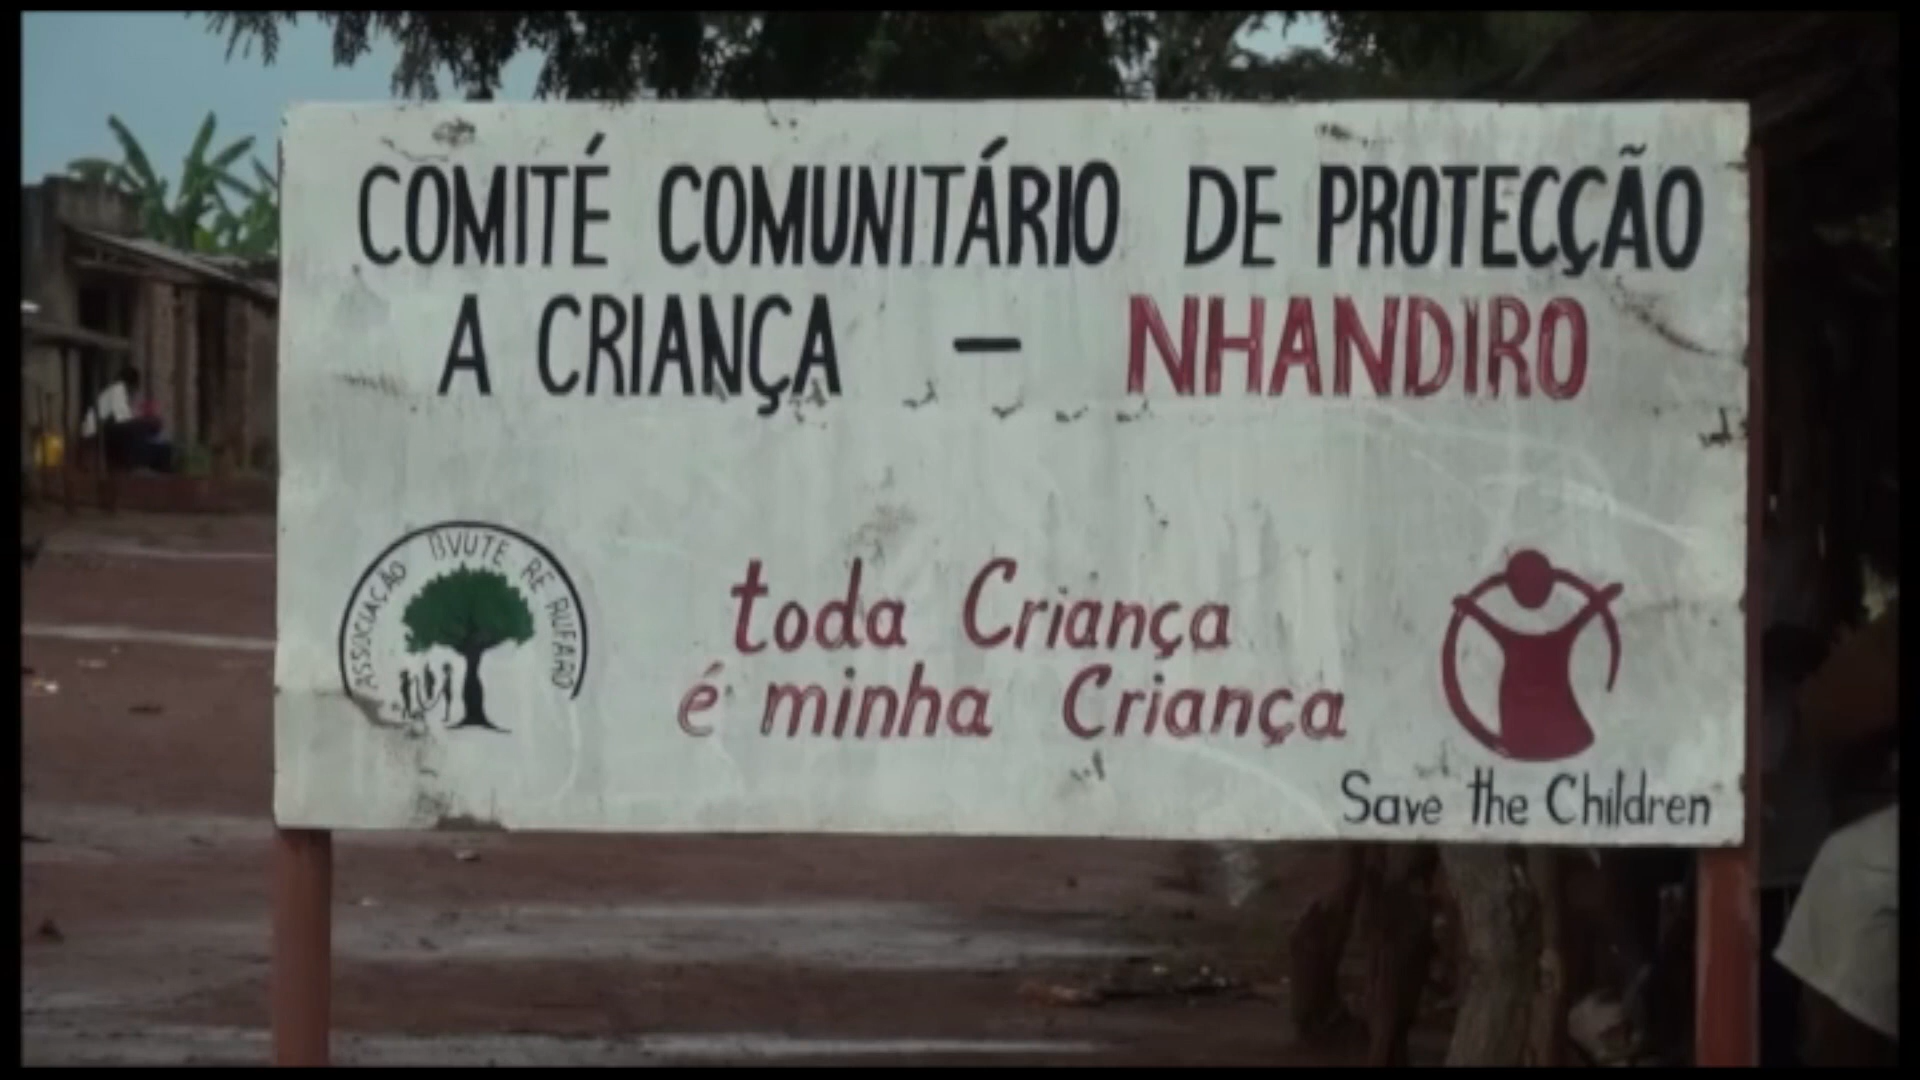 COMITÉ COMUNITÁRIO DE PROTECÇÃO
A CRIANÇA – NHANDIRO
ASSOCIAÇÃO BVUTE RE RUFARO
toda Criança
é minha Criança
Save the Children